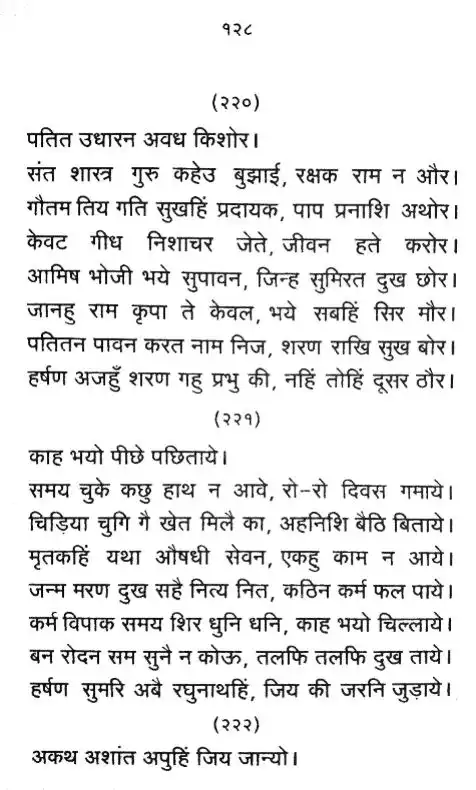 १२८
(२२०)
पतित उधारन अवध किशोर।
संत शास्त्र गुरु कहेउ बुझाई, रक्षक राम न और।
गौतम तिय गति सुखहिं प्रदायक, पाप प्रनाशि अथोर।
केवट गीध निशाचर जेते, जीवन हते करोर।
आमिष भोजी भये सुपावन, जिन्ह सुमिरत दुख छोर।
जानहु राम कृपा ते केवल, भये सबहिं सिर मौर।
पतितन पावन करत नाम निज, शरण राखि सुख बोर।
हर्षण अजहुँ शरण गहु प्रभु की, नहिं तोहिं दूसर ठौर।
(२२१)
काह भयो पीछे पछिताये।
समय चुके कछु हाथ न आवे, रो-रो दिवस गमाये।
चिड़िया चुगि गै खेत मिलै का, अहनिशि बैठि बिताये।
मृतकहिं यथा औषधी सेवन, एकहु काम न आये।
जन्म मरण दुख सहै नित्य नित, कठिन कर्म फल पाये।
कर्म विपाक समय शिर धुनि धनि, काह भयो चिल्लाये।
बन रोदन सम सुनै न कोऊ, तलफि तलफि दुख ताये।
हर्षण सुमरि अबै रघुनाथहिं, जिय की जरनि जुड़ाये।
(२२२)
अकथ अशांत अपुहिं जिय जान्यो।